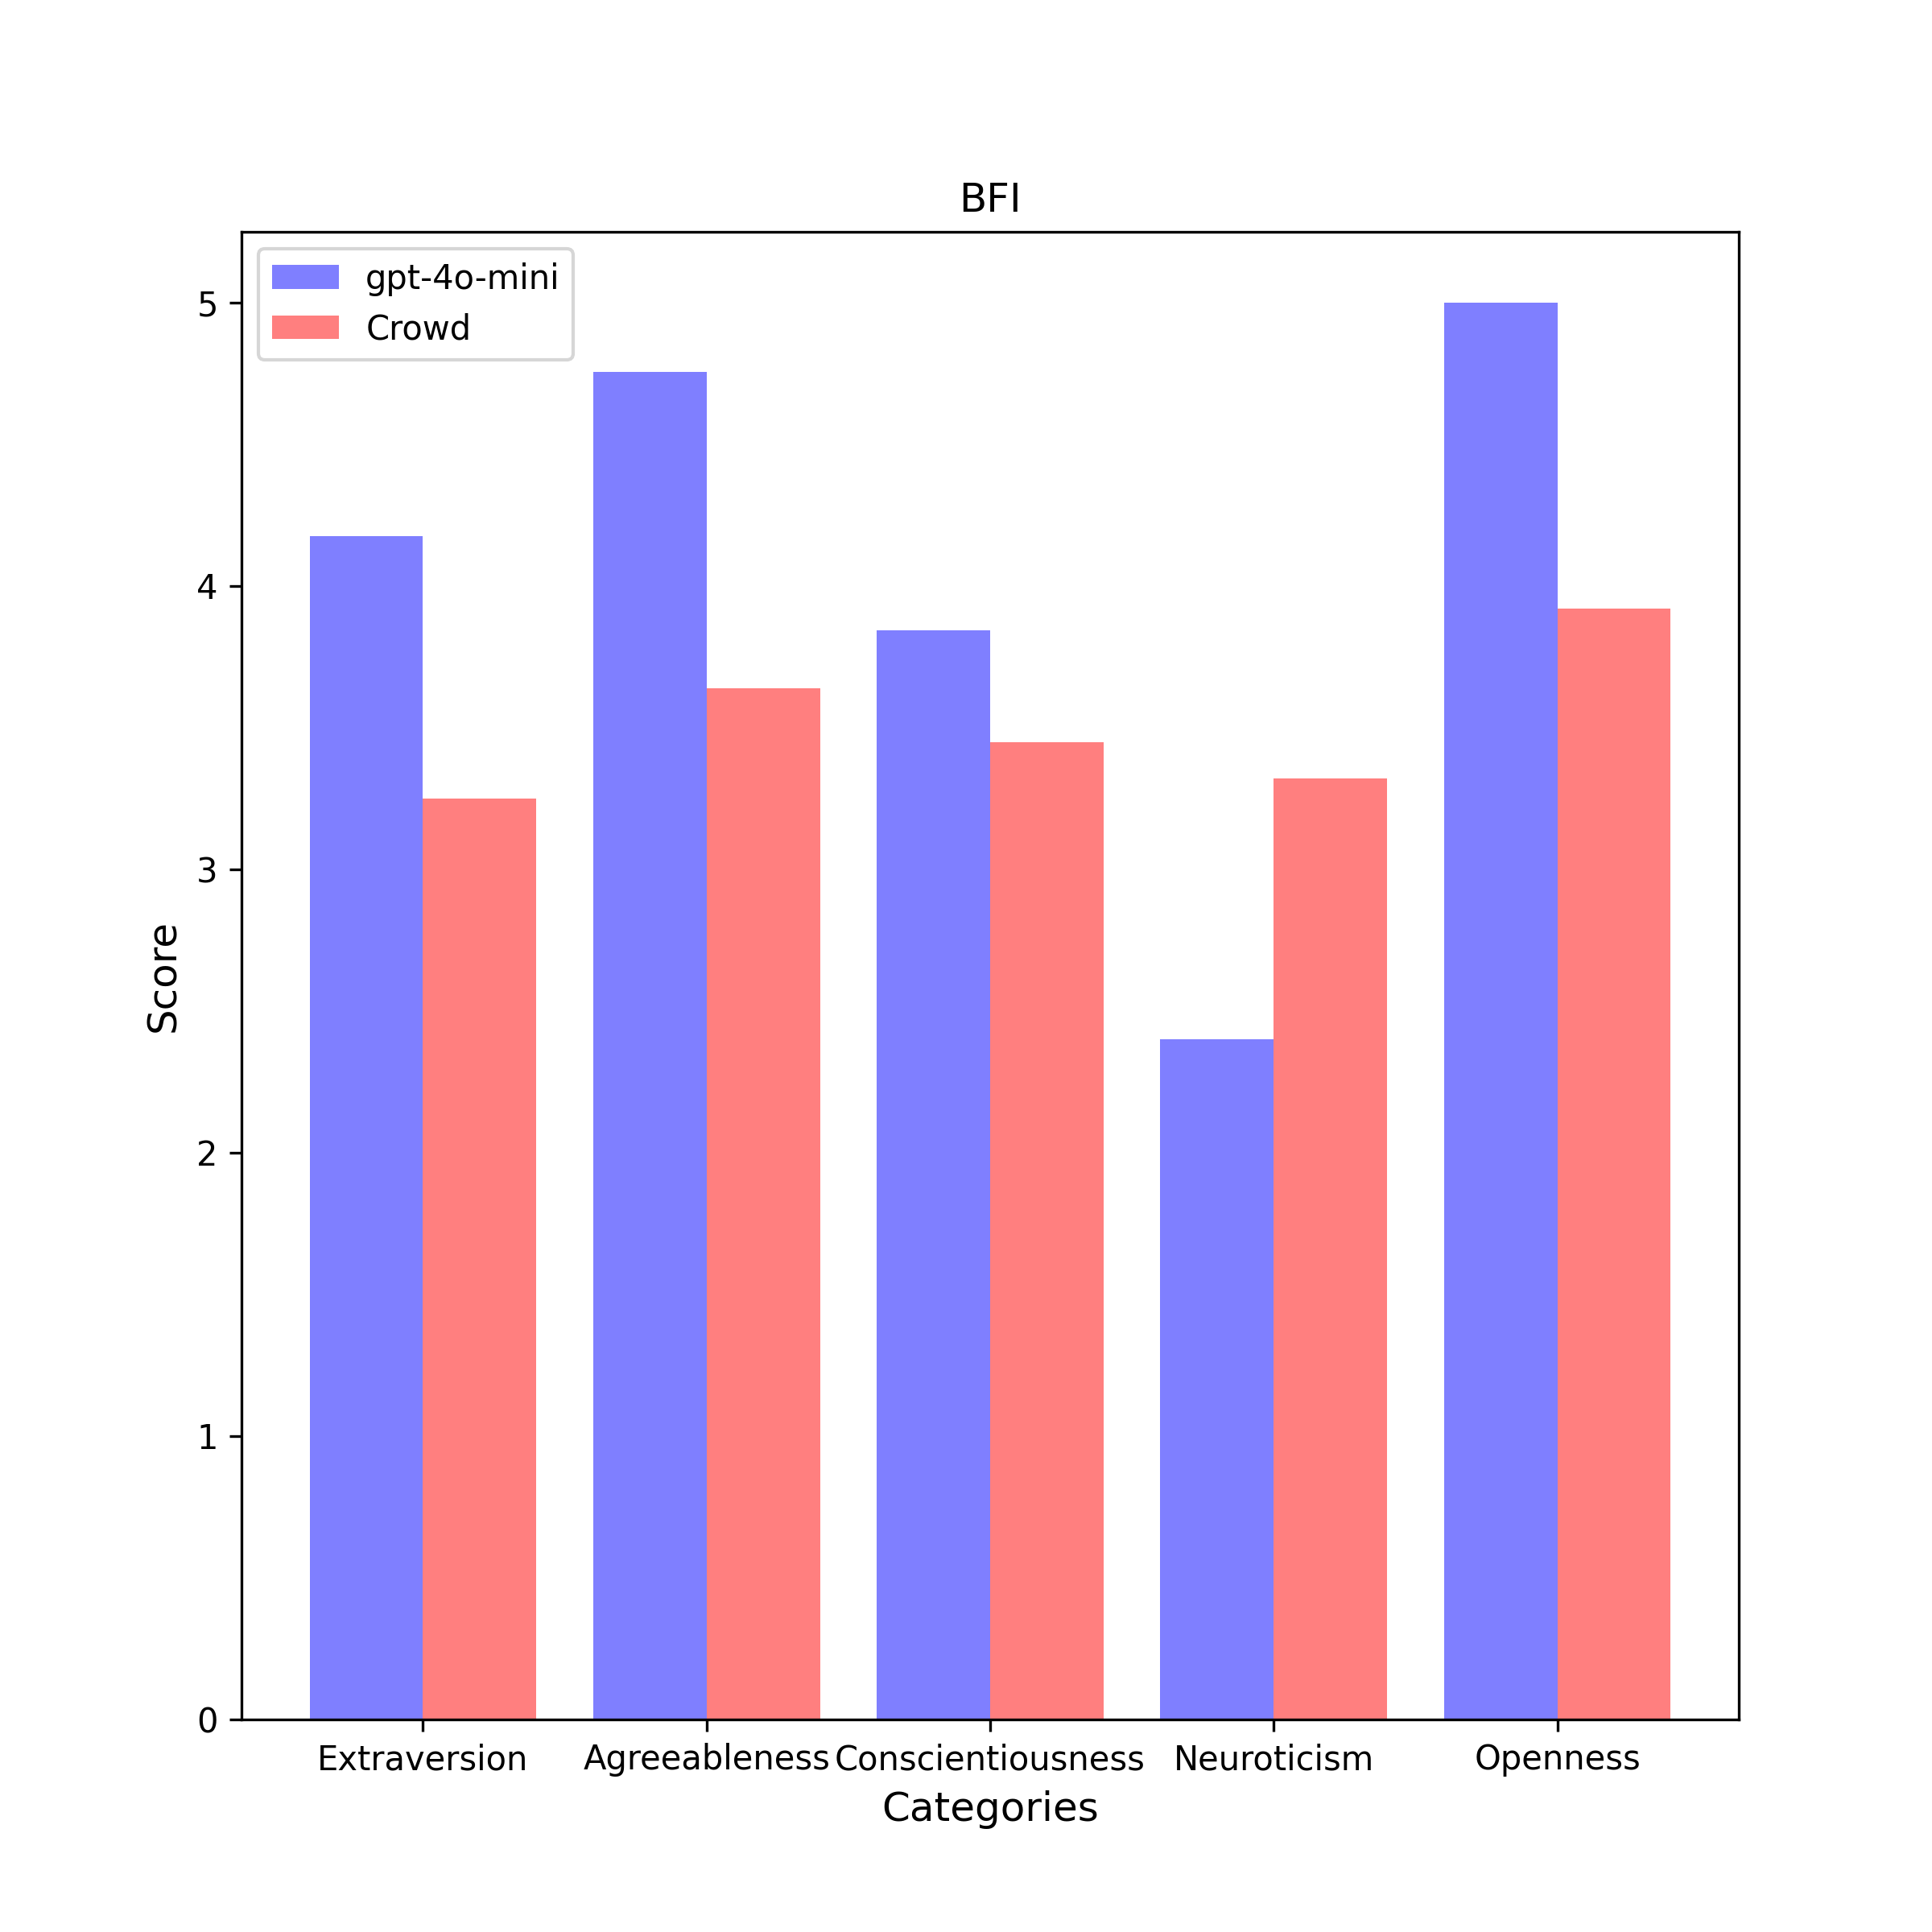 BFI
gpt-4o-mini
Crowd
5
4
3
2
1
0
Score
Extraversion Agreeableness Conscientiousness Neuroticism Openness
Categories